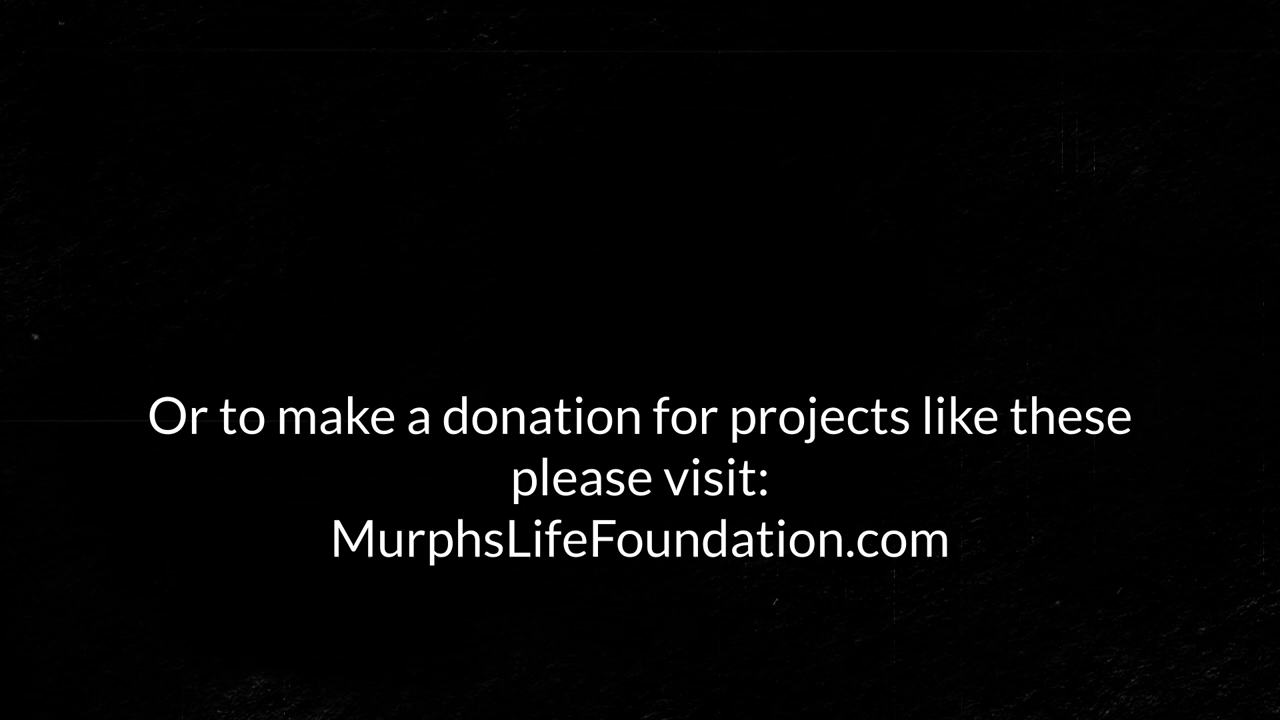 Or to make a donation for projects like these
please visit:
MurphsLifeFoundation.com